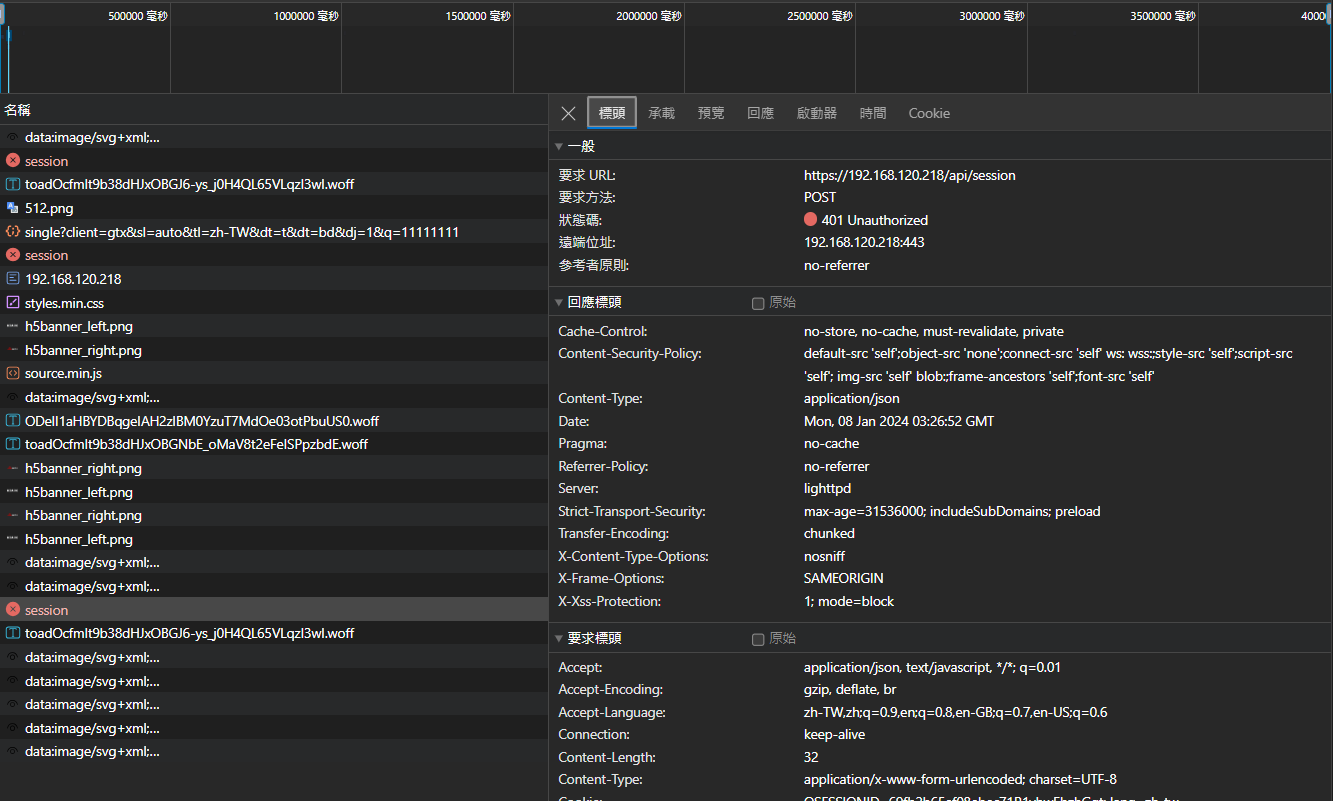 500000 毫秒 1000000 毫秒 1500000 毫秒 2000000 毫秒 2500000 毫秒 3000000 毫秒 3500000 毫秒
名稱
data:image/svg+xml;...
session
toadOcfmlt9b38dHJxOBGJ6-ys_j0H4QL65VLqzI3wI.woff
512.png
single?client=gtx&sl=auto&tl=zh-TW&dt=t&dt=bd&dj=1&q=11111111
session
192.168.120.218
styles.min.css
h5banner_left.png
h5banner_right.png
source.min.js
data:image/svg+xml;...
ODelI1aHBYDBqgeIAH2zlBM0YzuT7MdOe03otPbuUS0.woff
toadOcfmlt9b38dHJxOBGNbE_oMaV8t2eFeISPpzbdE.woff
h5banner_right.png
h5banner_left.png
h5banner_right.png
h5banner_left.png
data:image/svg+xml;...
data:image/svg+xml;...
session
toadOcfmlt9b38dHJxOBGJ6-ys_j0H4QL65VLqzI3wI.woff
data:image/svg+xml;...
data:image/svg+xml;...
data:image/svg+xml;...
data:image/svg+xml;...
data:image/svg+xml;...
標頭 承載 預覽 回應 啟動器 時間 Cookie
一般
要求 URL: https://192.168.120.218/api/session
要求方法: POST
狀態碼: 401 Unauthorized
遠端位址: 192.168.120.218:443
參考者原則: no-referrer
回應標頭 原始
Cache-Control: no-store, no-cache, must-revalidate, private
Content-Security-Policy: default-src 'self';object-src 'none';connect-src 'self' ws: wss:;style-src 'self';script-src
'self'; img-src 'self' blob:;frame-ancestors 'self';font-src 'self'
Content-Type: application/json
Date: Mon, 08 Jan 2024 03:26:52 GMT
Pragma: no-cache
Referrer-Policy: no-referrer
Server: lighttpd
Strict-Transport-Security: max-age=31536000; includeSubDomains; preload
Transfer-Encoding: chunked
X-Content-Type-Options: nosniff
X-Frame-Options: SAMEORIGIN
X-Xss-Protection: 1; mode=block
要求標頭 原始
Accept: application/json, text/javascript, */*; q=0.01
Accept-Encoding: gzip, deflate, br
Accept-Language: zh-TW,zh;q=0.9,en;q=0.8,en-GB;q=0.7,en-US;q=0.6
Connection: keep-alive
Content-Length: 32
Content-Type: application/x-www-form-urlencoded; charset=UTF-8